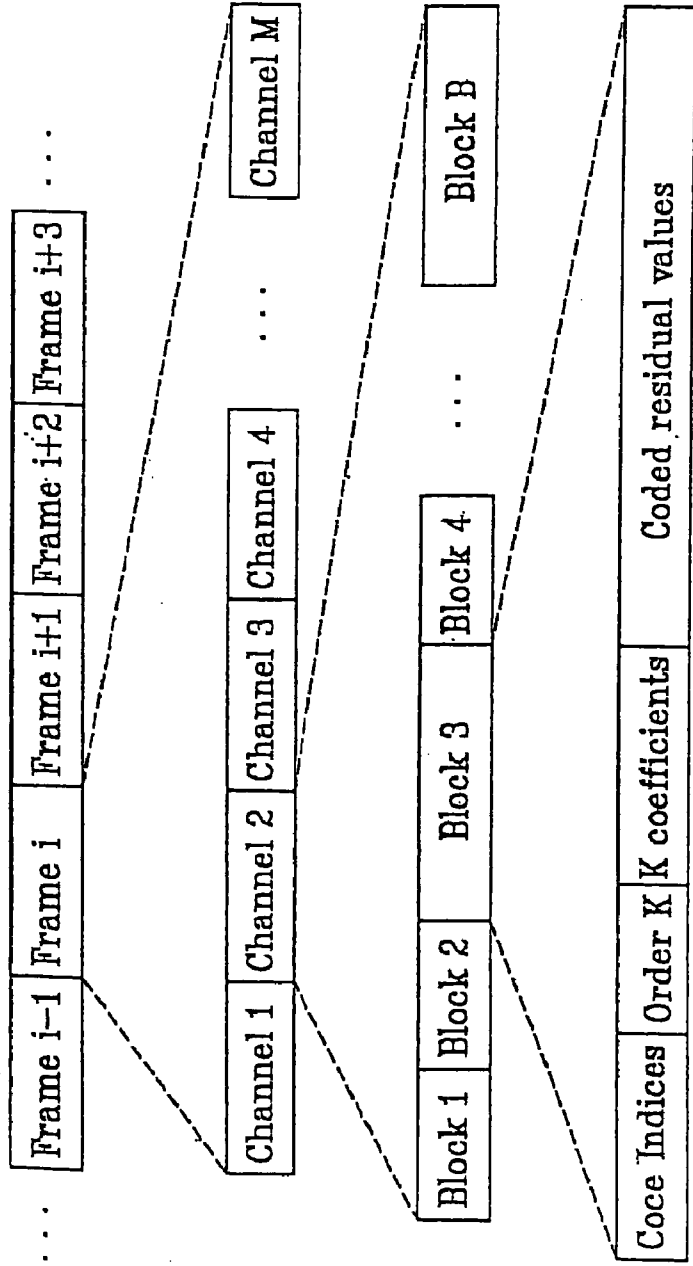 ... Frame i-1 Frame i Frame i+1 Frame i+2 Frame i+3 ...
Channel 1 Channel 2 Channel 3 Channel 4 ... Channel M
Block 1 Block 2 Block 3 Block 4 ... Block B
Coce Indices Order K K coefficients Coded residual values